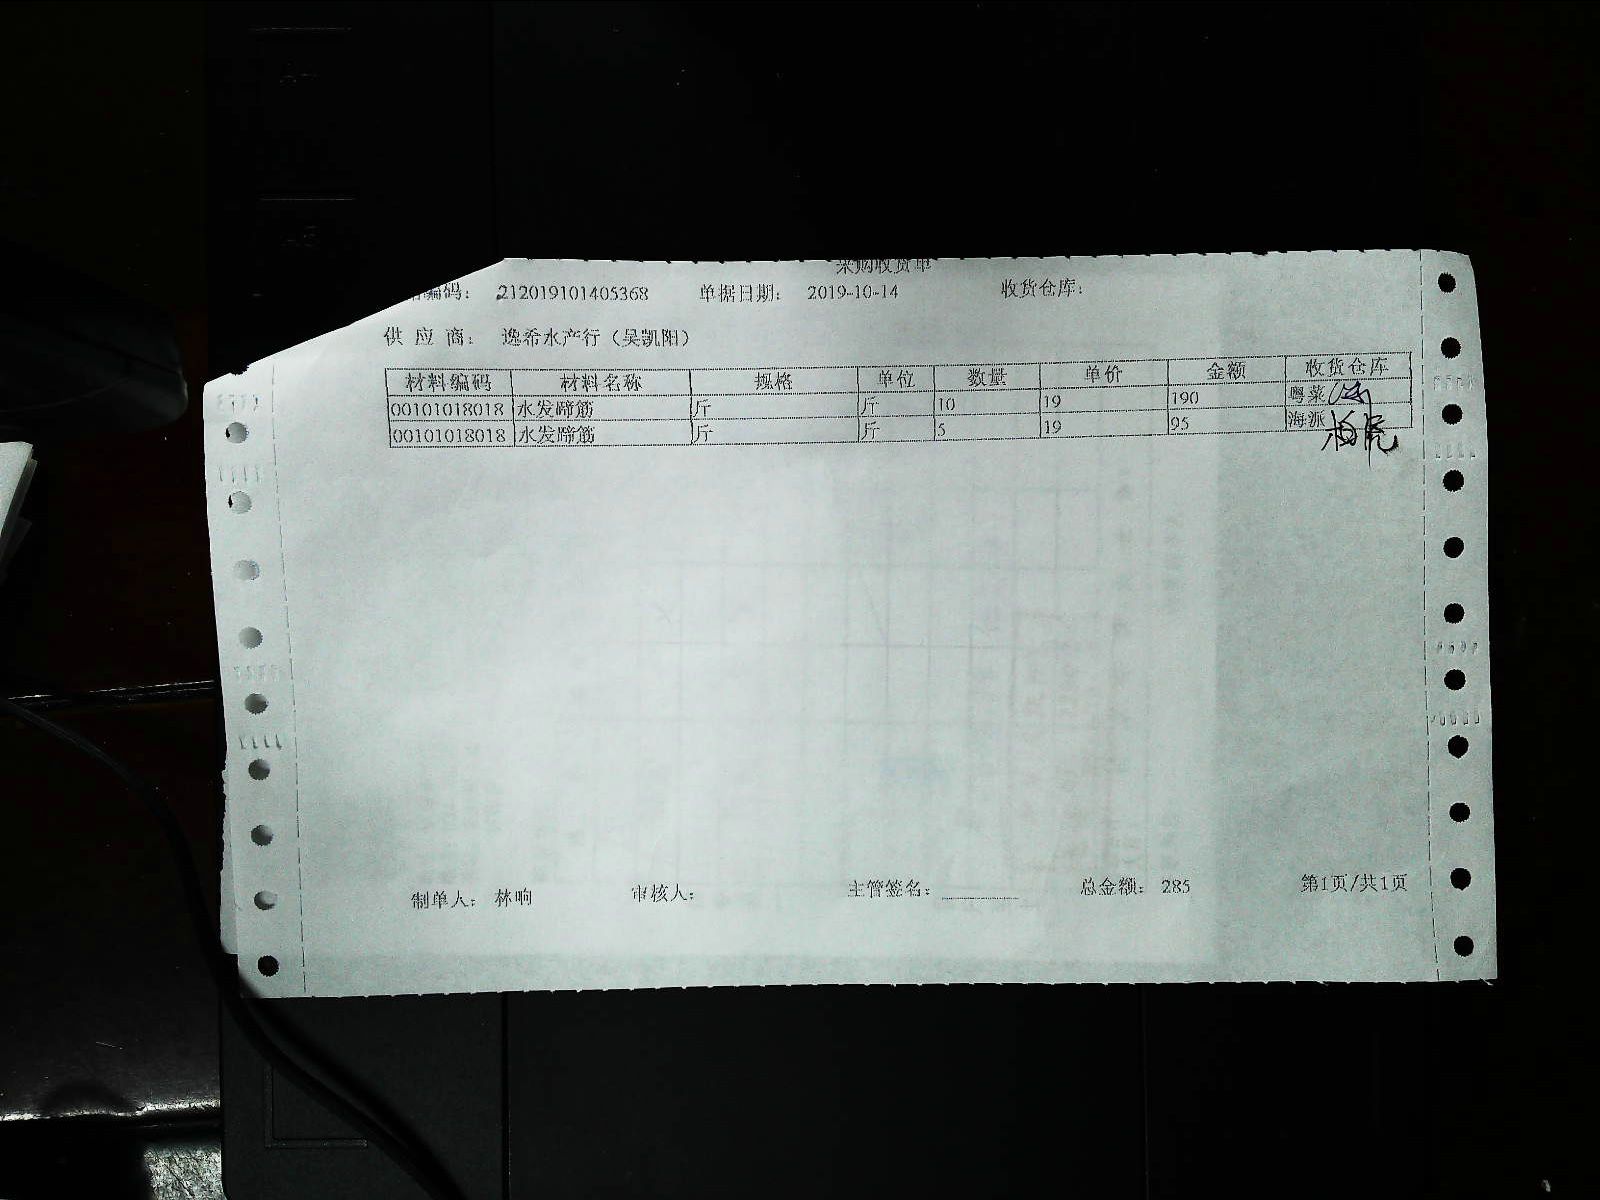 采购收货单
编码： 212019101405368 单据日期： 2019-10-14 收货仓库：
供 应 商： 逸希水产行（吴凯阳）
材料编码 材料名称 规格 单位 数量 单价 金额 收货仓库
00101018018 水发蹄筋 斤 斤 10 19 190 粤菜
00101018018 水发蹄筋 斤 斤 5 19 95 海派
制单人： 林响 审核人： 主管签名： 总金额： 285 第1页/共1页